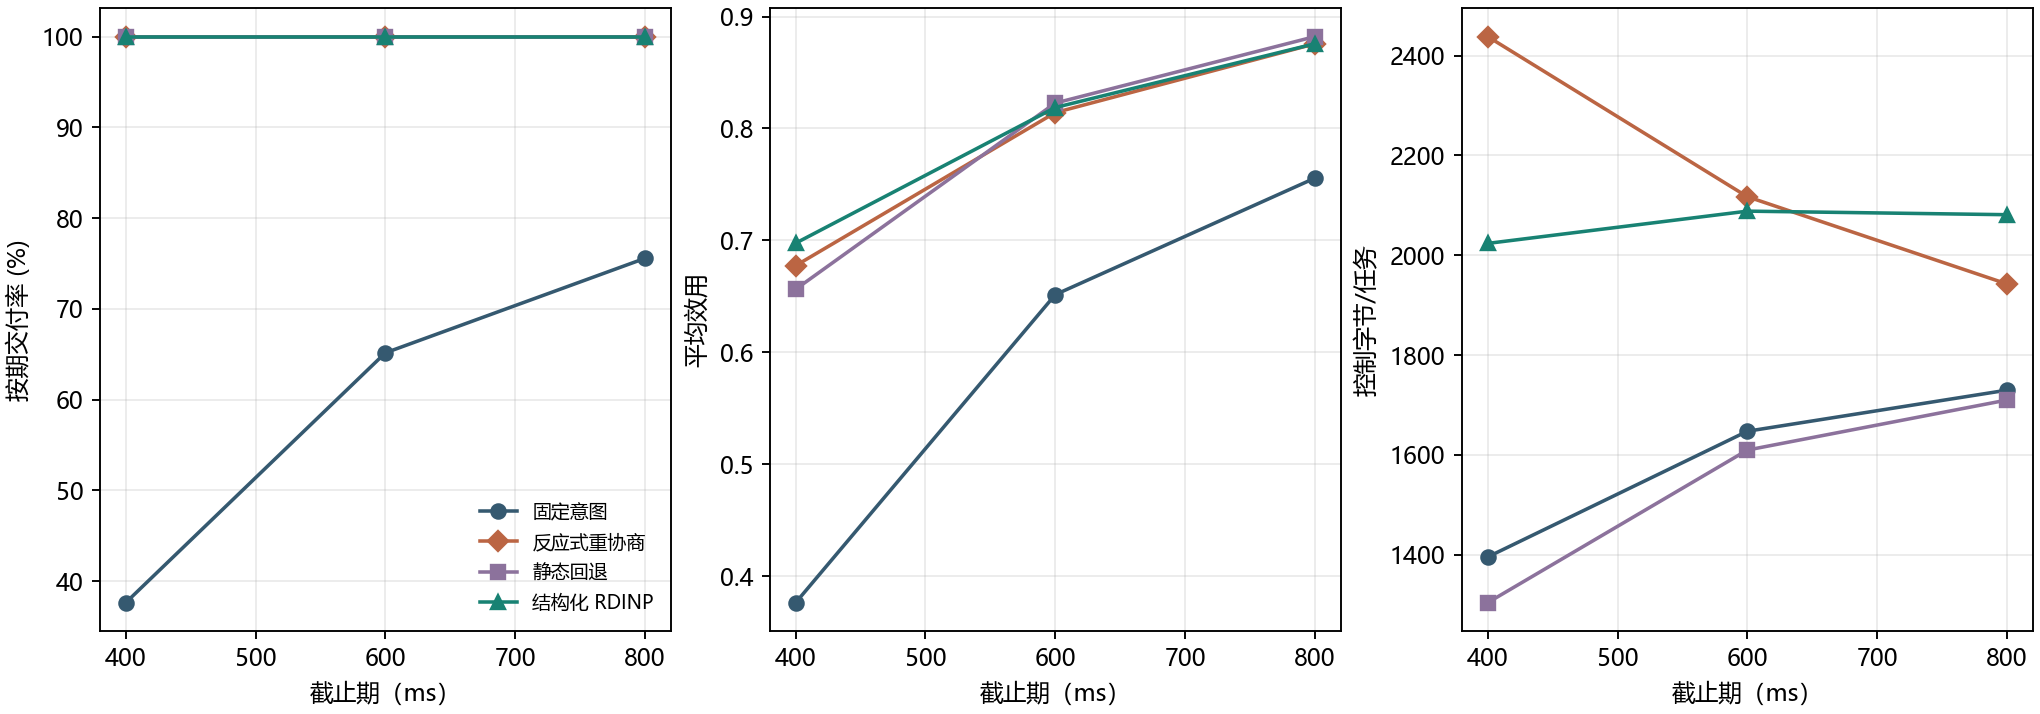 按期交付率 (%)
100
90
80
70
60
50
40
400 500 600 700 800
截止期（ms）
固定意图
反应式重协商
静态回退
结构化 RDINP
平均效用
0.9
0.8
0.7
0.6
0.5
0.4
400 500 600 700 800
截止期（ms）
控制字节/任务
2400
2200
2000
1800
1600
1400
400 500 600 700 800
截止期（ms）